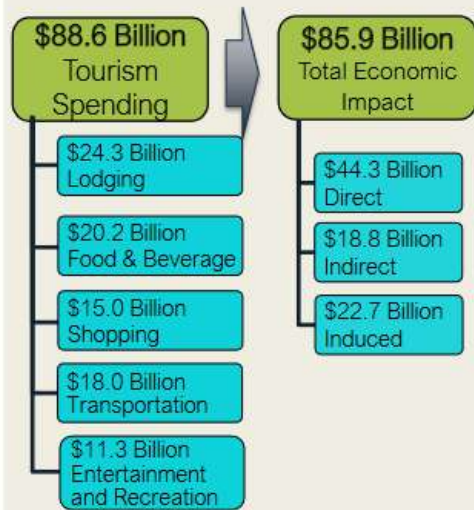 $88.6 Billion
Tourism
Spending
$24.3 Billion
Lodging
$20.2 Billion
Food & Beverage
$15.0 Billion
Shopping
$18.0 Billion
Transportation
$11.3 Billion
Entertainment
and Recreation
$85.9 Billion
Total Economic
Impact
$44.3 Billion
Direct
$18.8 Billion
Indirect
$22.7 Billion
Induced